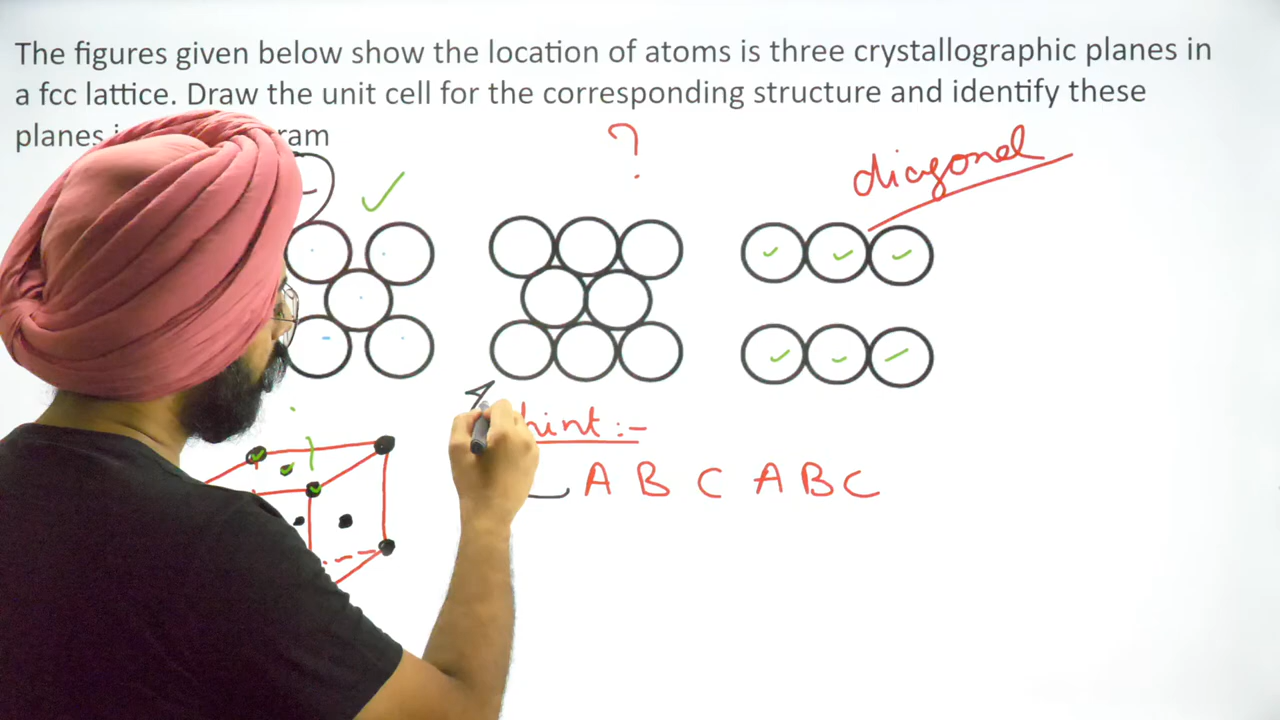 The figures given below show the location of atoms is three crystallographic planes in
a fcc lattice. Draw the unit cell for the corresponding structure and identify these
planes
?
diagonal
hint :-
A B C A B C